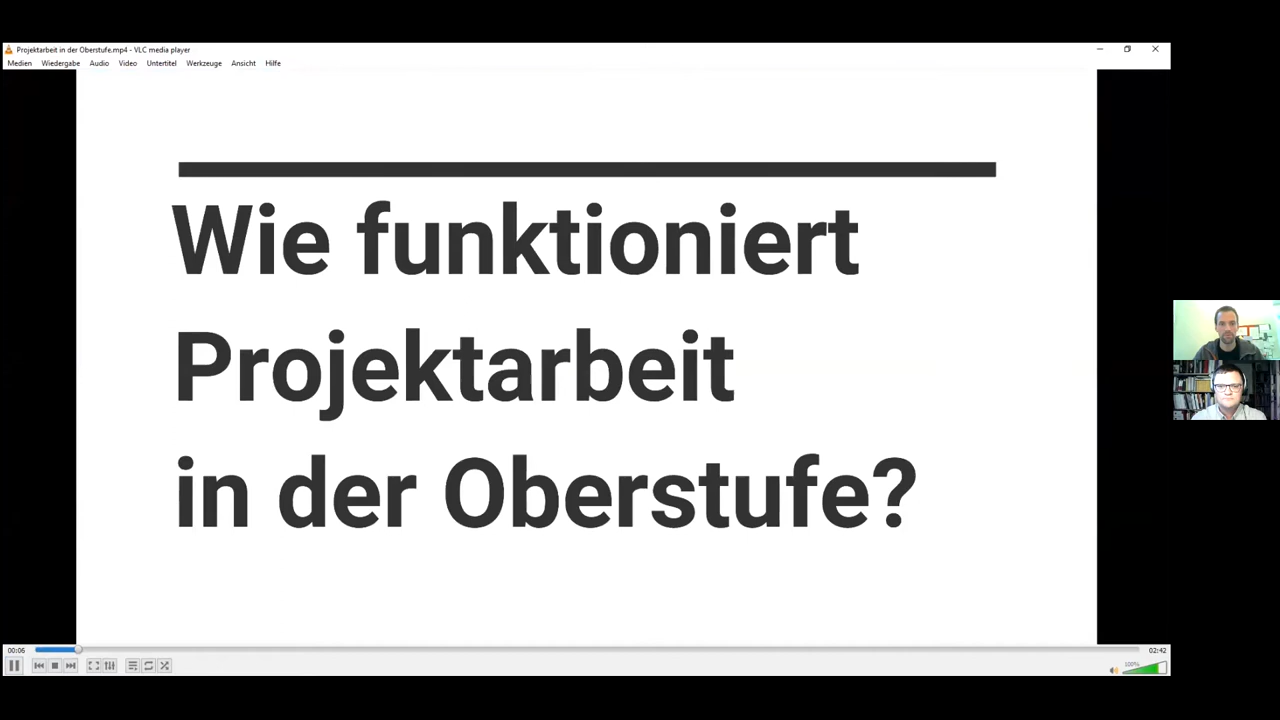 Projektarbeit in der Oberstufe.mp4 - VLC media player
Medien Wiedergabe Audio Video Untertitel Werkzeuge Ansicht Hilfe
Wie funktioniert
Projektarbeit
in der Oberstufe?
00:06
02:42
100%